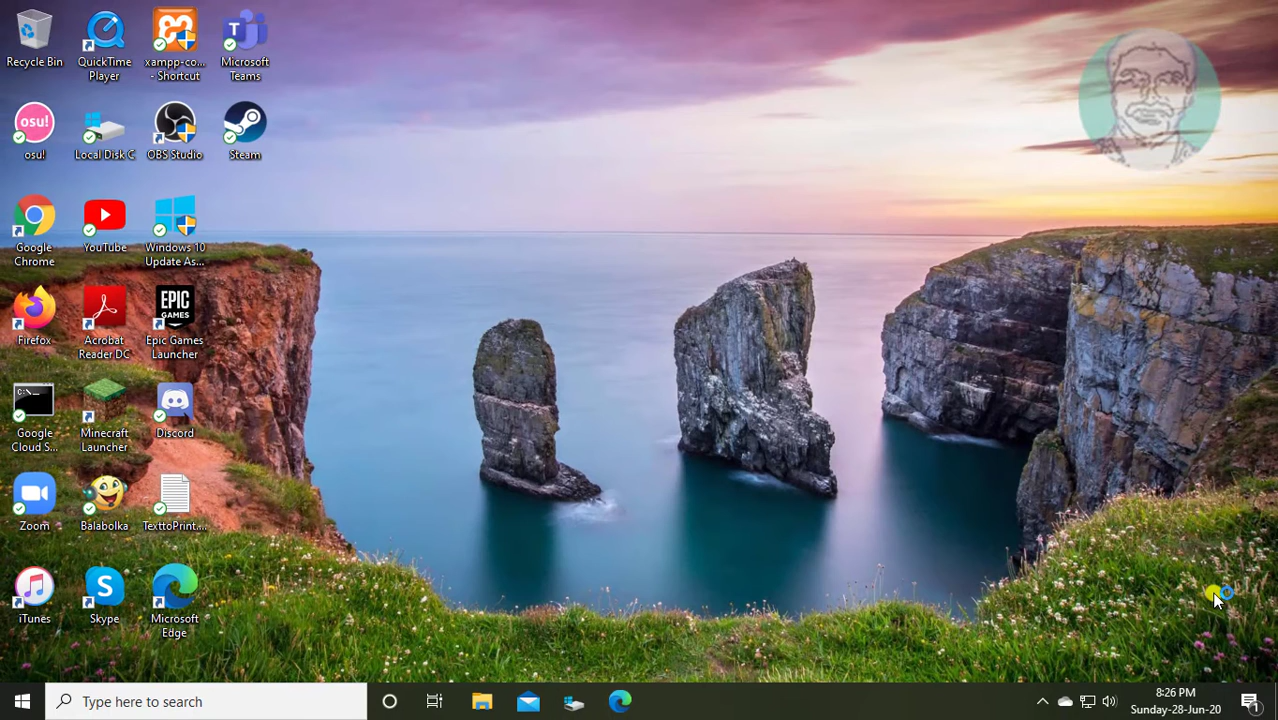 Recycle Bin
QuickTime
Player
xampp-co...
- Shortcut
Microsoft
Teams
osu!
osu!
Local Disk C
OBS Studio
Steam
Google
Chrome
YouTube
Windows 10
Update As...
Firefox
Acrobat
Reader DC
EPIC
GAMES
Epic Games
Launcher
C:\_
Google
Cloud S...
Minecraft
Launcher
Discord
Zoom
Balabolka
TexttoPrint....
iTunes
Skype
Microsoft
Edge
Type here to search
8:26 PM
Sunday-28-Jun-20
1